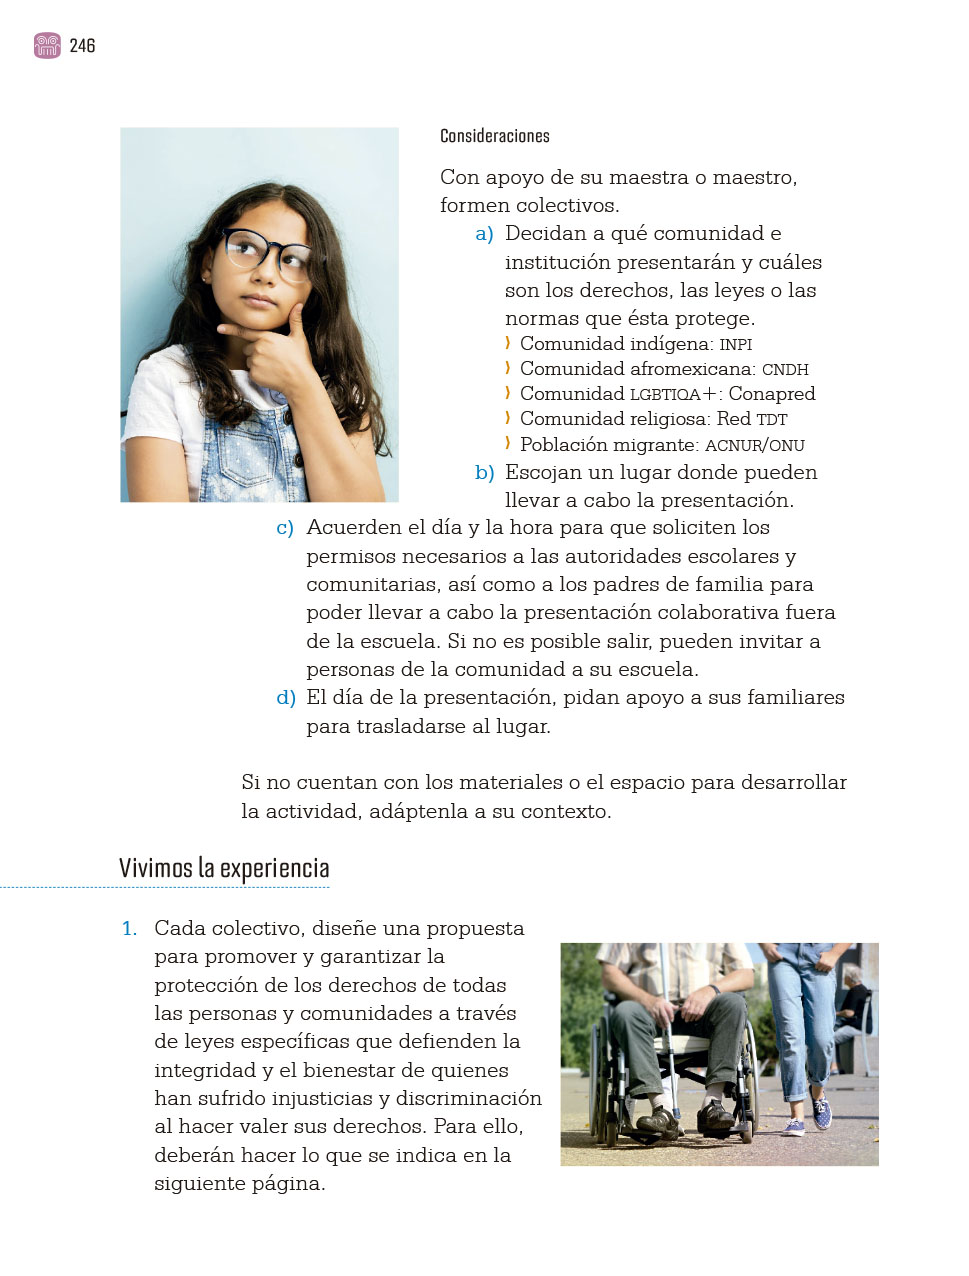 246
Consideraciones
Con apoyo de su maestra o maestro,
formen colectivos.
a) Decidan a qué comunidad e
institución presentarán y cuáles
son los derechos, las leyes o las
normas que ésta protege.
Comunidad indígena: INPI
Comunidad afromexicana: CNDH
Comunidad LGBTIQA+: Conapred
Comunidad religiosa: Red TDT
Población migrante: ACNUR/ONU
b) Escojan un lugar donde pueden
llevar a cabo la presentación.
c) Acuerden el día y la hora para que soliciten los
permisos necesarios a las autoridades escolares y
comunitarias, así como a los padres de familia para
poder llevar a cabo la presentación colaborativa fuera
de la escuela. Si no es posible salir, pueden invitar a
personas de la comunidad a su escuela.
d) El día de la presentación, pidan apoyo a sus familiares
para trasladarse al lugar.
Si no cuentan con los materiales o el espacio para desarrollar
la actividad, adáptenla a su contexto.
Vivimos la experiencia
1. Cada colectivo, diseñe una propuesta
para promover y garantizar la
protección de los derechos de todas
las personas y comunidades a través
de leyes específicas que defienden la
integridad y el bienestar de quienes
han sufrido injusticias y discriminación
al hacer valer sus derechos. Para ello,
deberán hacer lo que se indica en la
siguiente página.